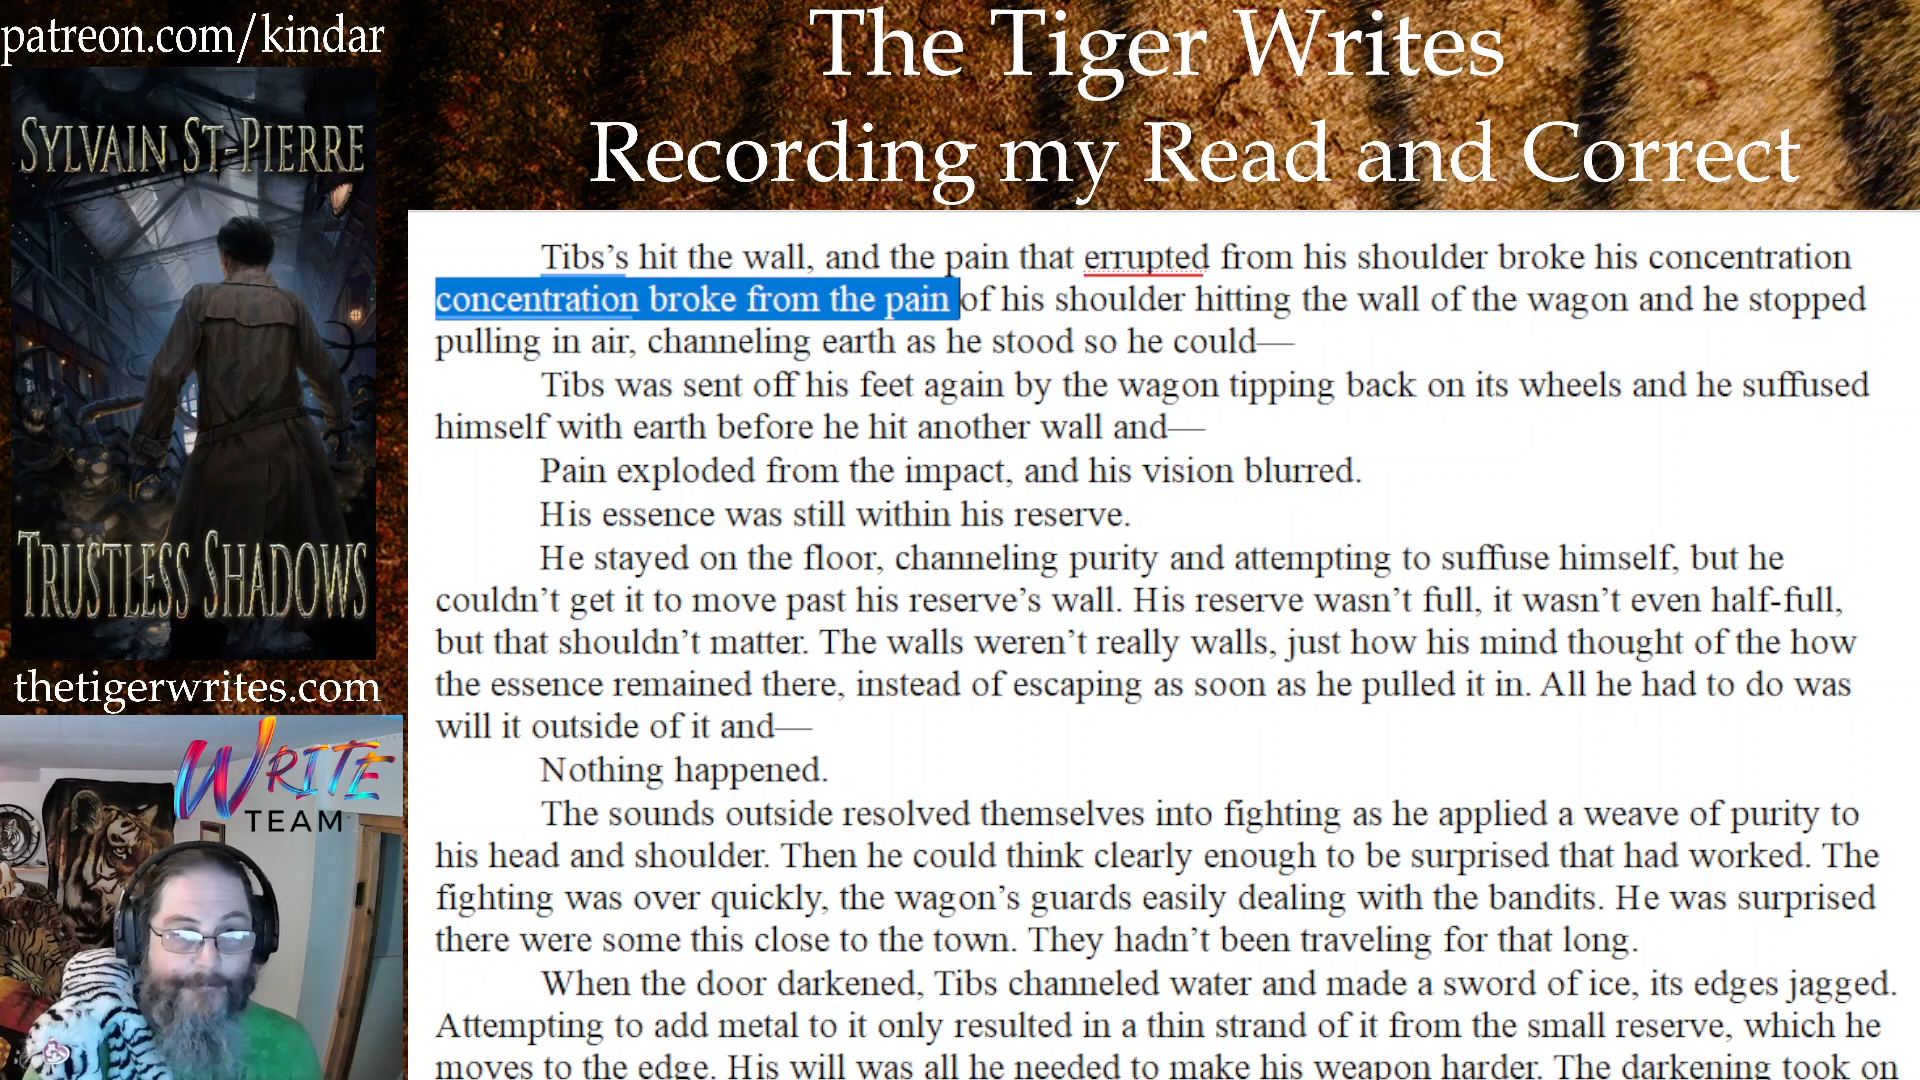 patreon.com/kindar
The Tiger Writes
Recording my Read and Correct
SYLVAIN ST-PIERRE
TRUSTLESS SHADOWS
thetigerwrites.com
WRITE
TEAM
Tibs’s hit the wall, and the pain that errupted from his shoulder broke his concentration
concentration broke from the pain of his shoulder hitting the wall of the wagon and he stopped
pulling in air, channeling earth as he stood so he could—
Tibs was sent off his feet again by the wagon tipping back on its wheels and he suffused
himself with earth before he hit another wall and—
Pain exploded from the impact, and his vision blurred.
His essence was still within his reserve.
He stayed on the floor, channeling purity and attempting to suffuse himself, but he
couldn’t get it to move past his reserve’s wall. His reserve wasn’t full, it wasn’t even half-full,
but that shouldn’t matter. The walls weren’t really walls, just how his mind thought of the how
the essence remained there, instead of escaping as soon as he pulled it in. All he had to do was
will it outside of it and—
Nothing happened.
The sounds outside resolved themselves into fighting as he applied a weave of purity to
his head and shoulder. Then he could think clearly enough to be surprised that had worked. The
fighting was over quickly, the wagon’s guards easily dealing with the bandits. He was surprised
there were some this close to the town. They hadn’t been traveling for that long.
When the door darkened, Tibs channeled water and made a sword of ice, its edges jagged.
Attempting to add metal to it only resulted in a thin strand of it from the small reserve, which he
moves to the edge. His will was all he needed to make his weapon harder. The darkening took on